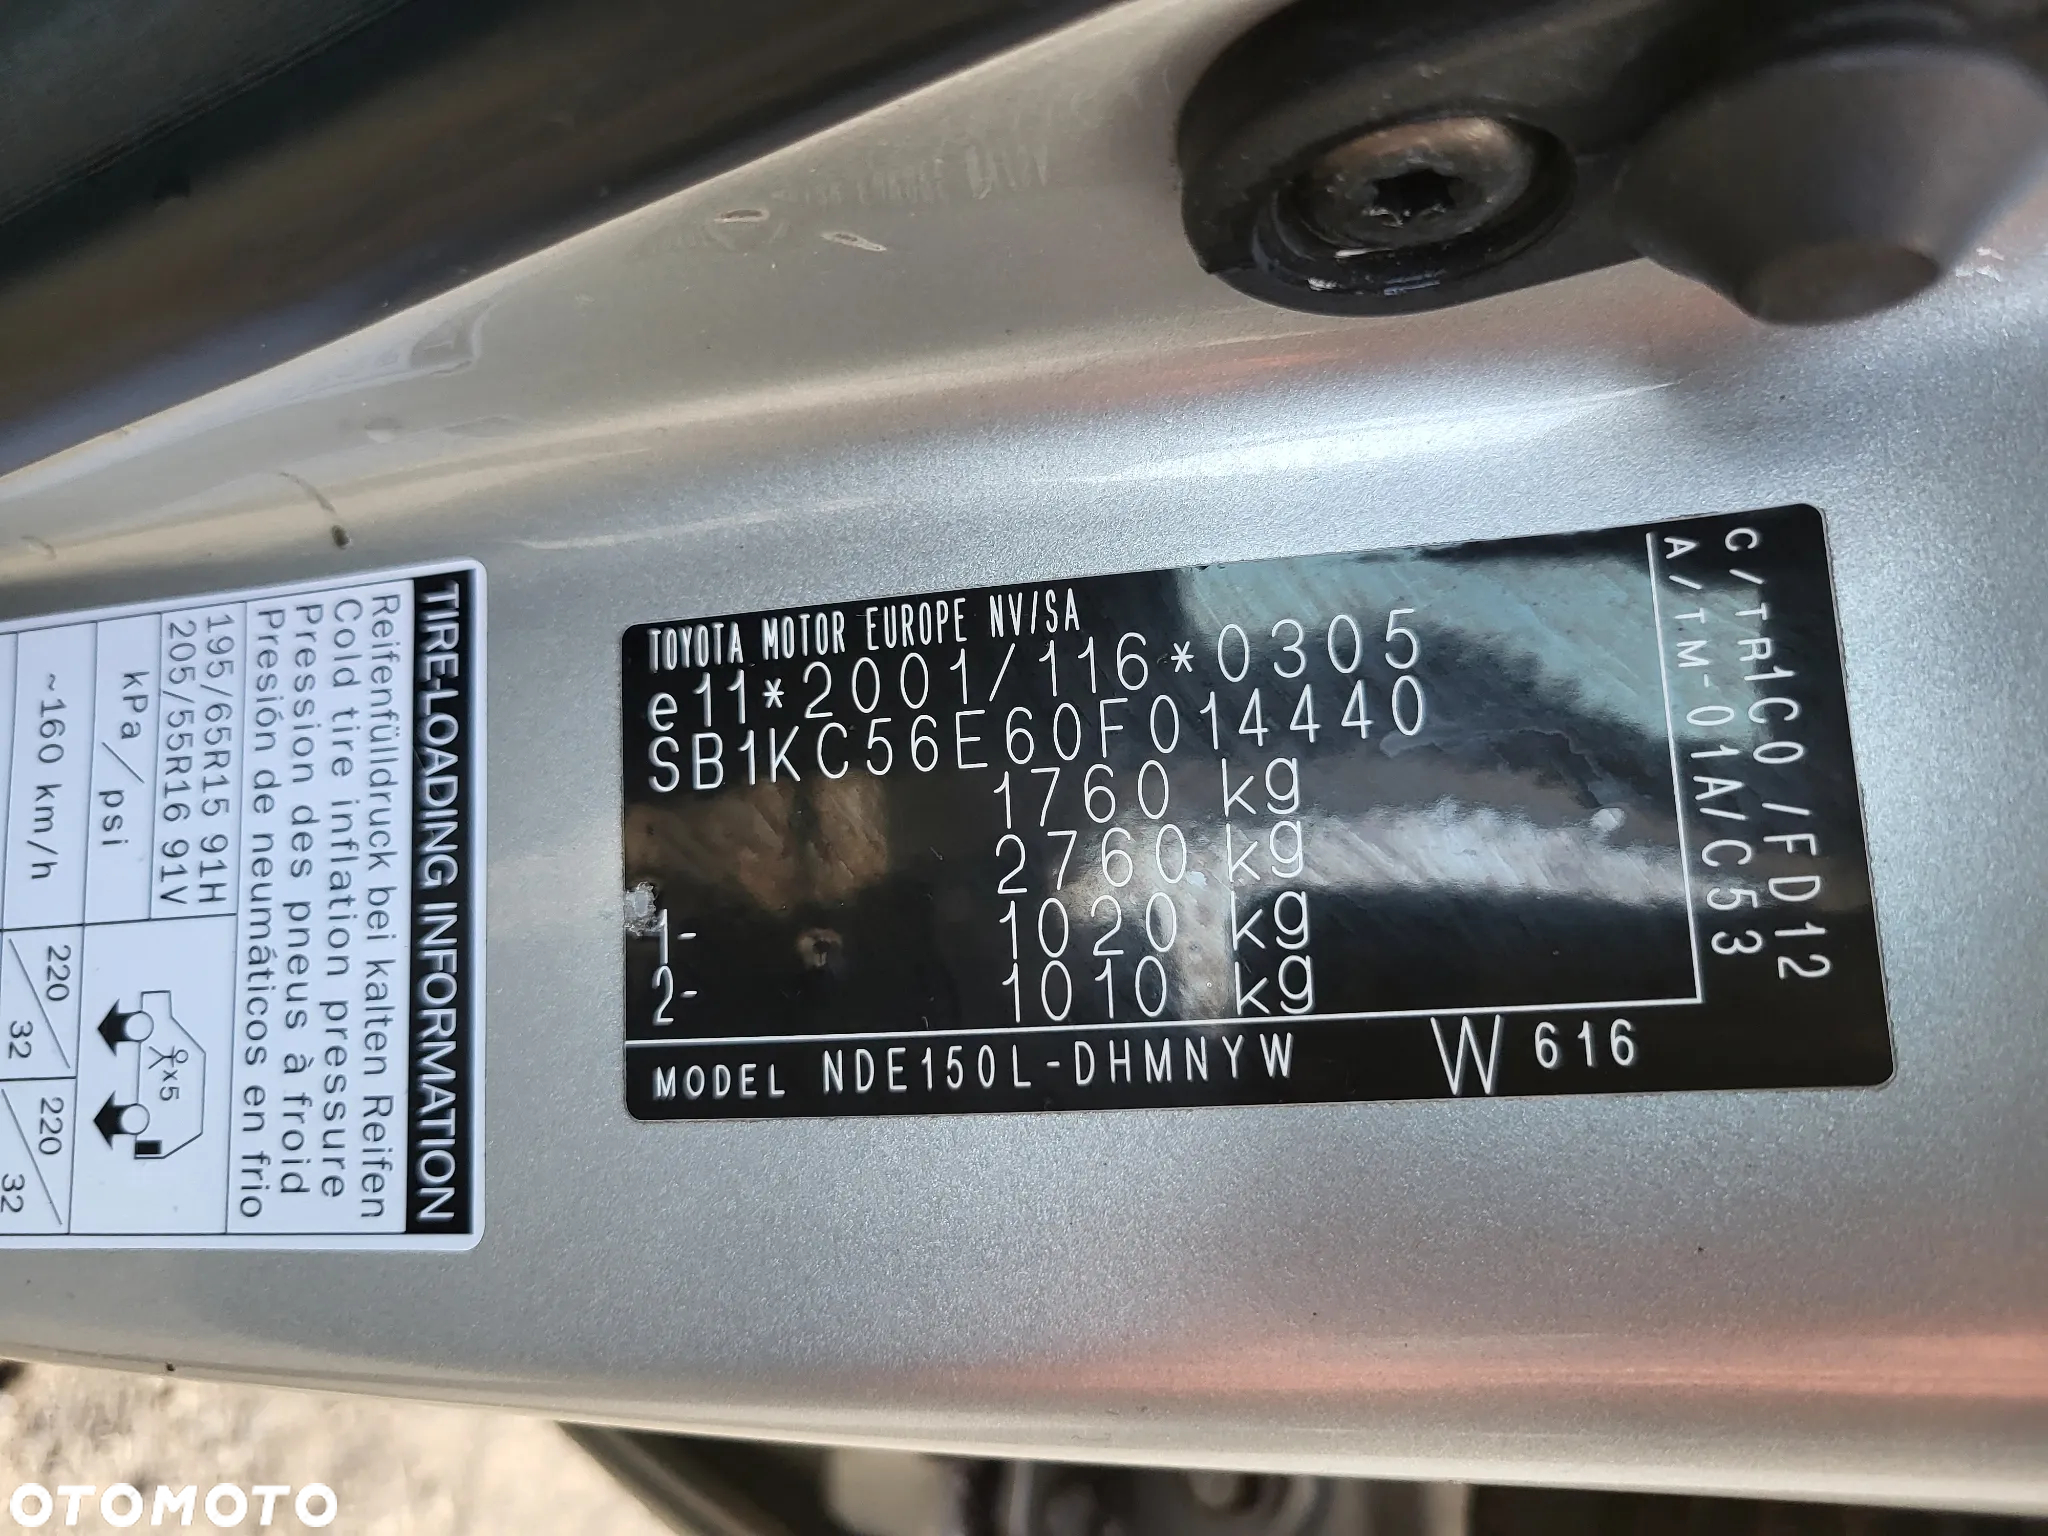 TOYOTA MOTOR EUROPE NV/SA
e11*2001/116*0305
SB1KC56E60F014440
1760 kg
2760 kg
1- 1020 kg
2- 1010 kg
C/TR1C0/FD12
A/TM-01A/C53
MODEL NDE150L-DHMNYW W616
TIRE-LOADING INFORMATION
Reifenfülldruck bei kalten Reifen
Cold tire inflation pressure
Pression des pneus à froid
Presión de neumáticos en frio
195/65R15 91H
205/55R16 91V
x5
kPa/psi
~160 km/h
220/32
220/32
OTOMOTO